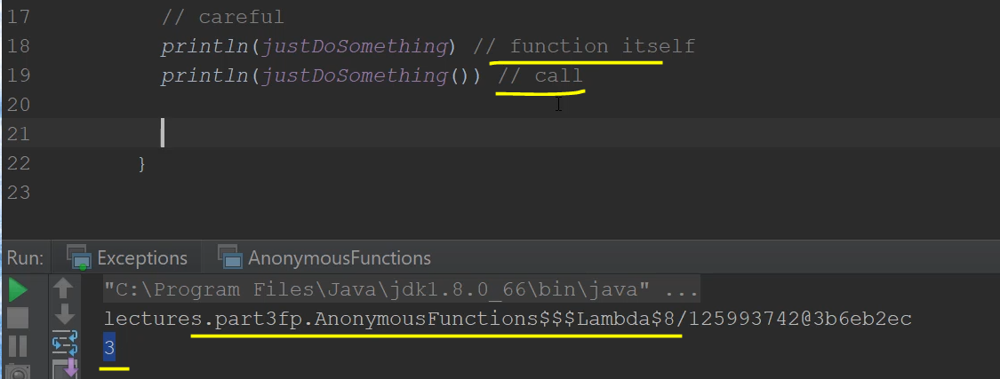 17 // careful
18 println(justDoSomething) // function itself
19 println(justDoSomething()) // call
20
21
22 }
23
Run: Exceptions AnonymousFunctions
"C:\Program Files\Java\jdk1.8.0_66\bin\java" ...
lectures.part3fp.AnonymousFunctions$$$Lambda$8/125993742@3b6eb2ec
3